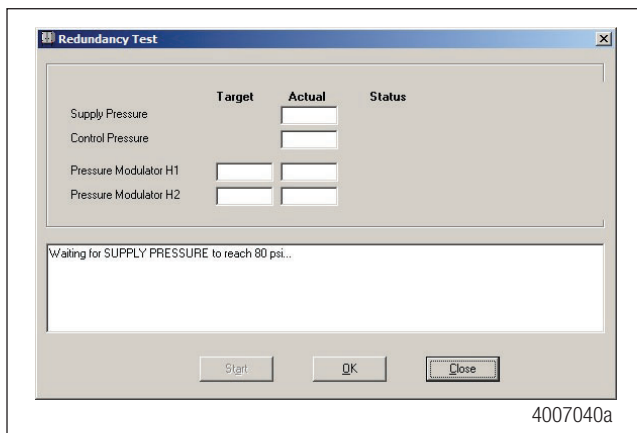 Redundancy Test
Target Actual Status
Supply Pressure
Control Pressure
Pressure Modulator H1
Pressure Modulator H2
Waiting for SUPPLY PRESSURE to reach 80 psi...
Start OK Close
4007040a